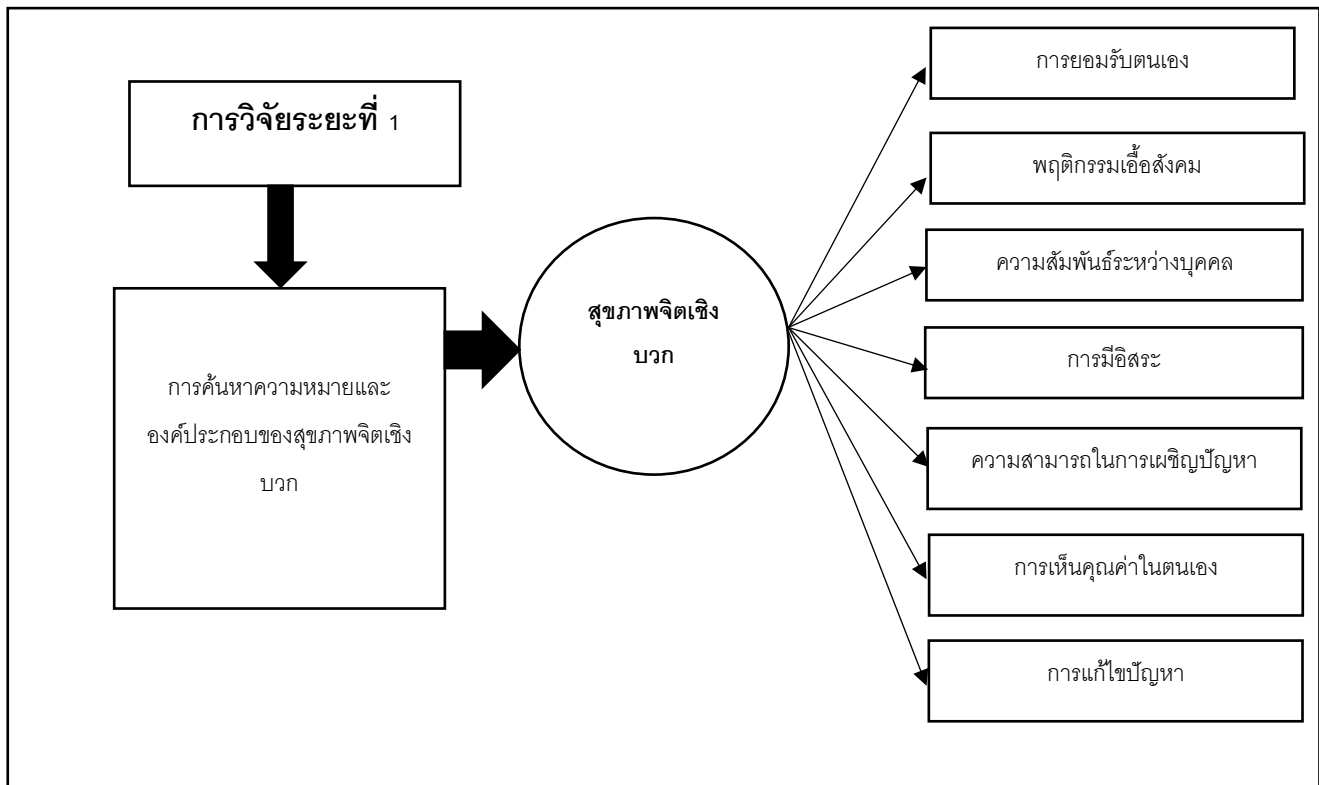 การวิจัยระยะที่ 1
การค้นหาความหมายและ
องค์ประกอบของสุขภาพจิตเชิง
บวก
สุขภาพจิตเชิง
บวก
การยอมรับตนเอง
พฤติกรรมเอื้อสังคม
ความสัมพันธ์ระหว่างบุคคล
การมีอิสระ
ความสามารถในการเผชิญปัญหา
การเห็นคุณค่าในตนเอง
การแก้ไขปัญหา